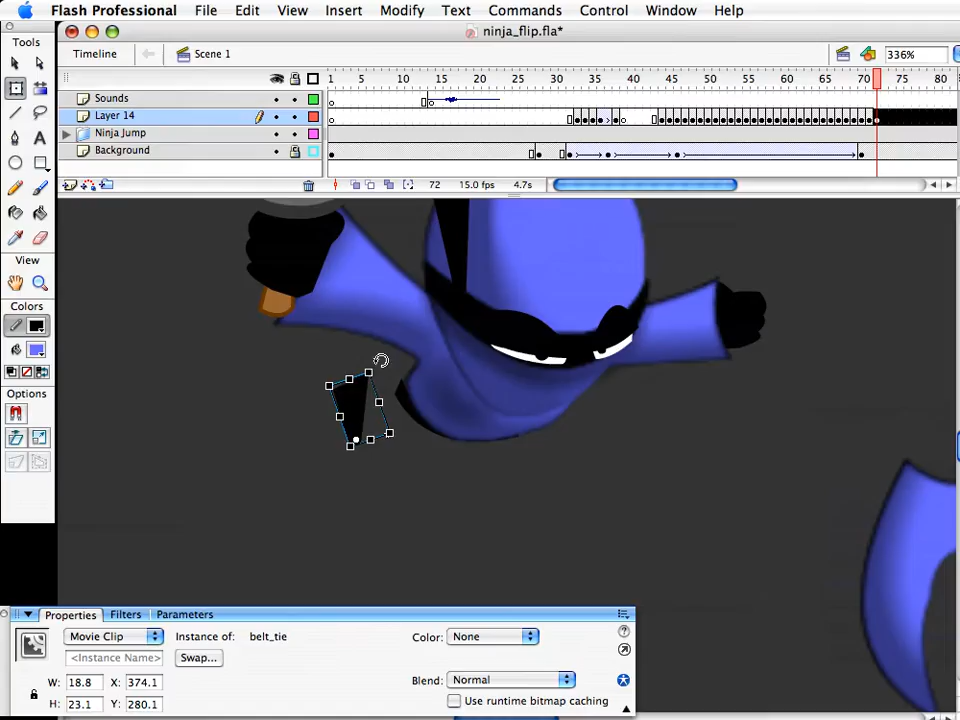 Flash Professional File Edit View Insert Modify Text Commands Control Window Help
ninja_flip.fla*
Tools
Timeline Scene 1 336%
1 5 10 15 20 25 30 35 40 45 50 55 60 65 70 75 80
Sounds
Layer 14
Ninja Jump
Background
72 15.0 fps 4.7s
View
Colors
Options
Properties Filters Parameters
Movie Clip Instance of: belt_tie Color: None
<Instance Name> Swap...
W: 18.8 X: 374.1 Blend: Normal
H: 23.1 Y: 280.1 Use runtime bitmap caching